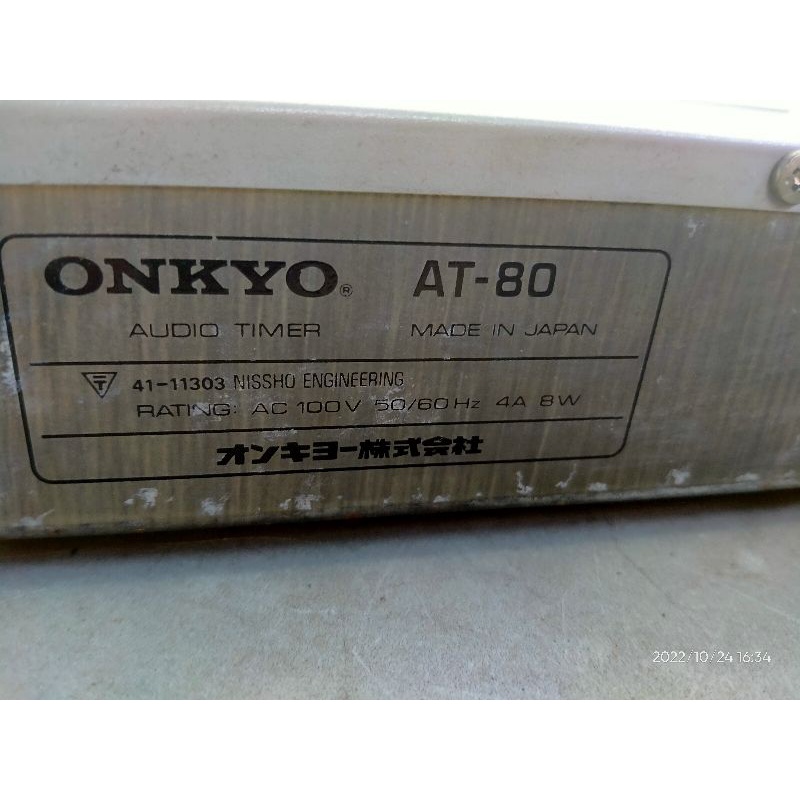 ONKYO® AT-80
AUDIO TIMER MADE IN JAPAN
41-11303 NISSHO ENGINEERING
RATING: AC 100V 50/60Hz 4A 8W
オンキヨー株式会社
2022/10/24 16:34